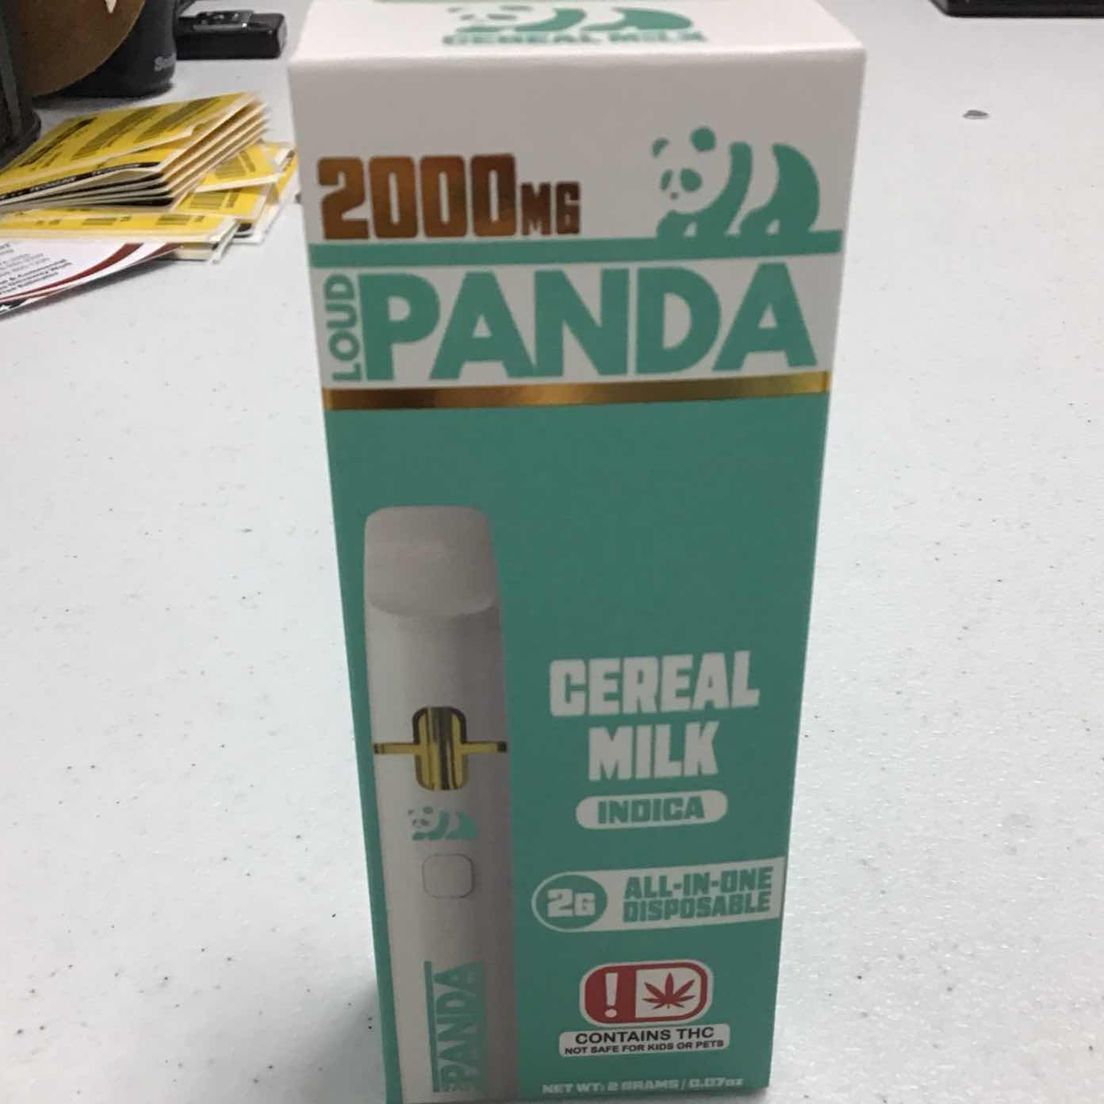 CEREAL MILK
2000MG
LOUD
PANDA
CEREAL
MILK
INDICA
2G
ALL-IN-ONE
DISPOSABLE
!
CONTAINS THC
NOT SAFE FOR KIDS OR PETS
NET WT: 2 GRAMS / 0.07oz
PANDA